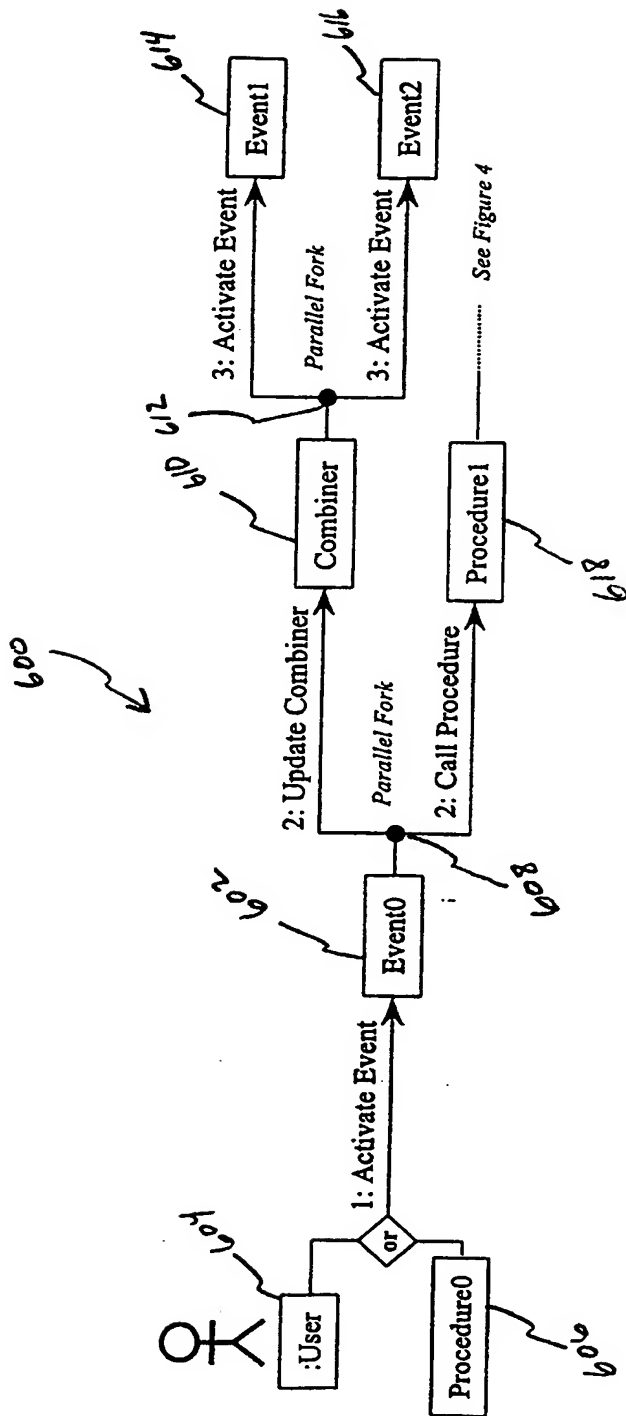 600
604
:User
or
Procedure0
606
1: Activate Event
602
Event0
608
Parallel Fork
2: Update Combiner
2: Call Procedure
610
Combiner
612
Procedure1
618
See Figure 4
Parallel Fork
3: Activate Event
3: Activate Event
614
Event1
616
Event2